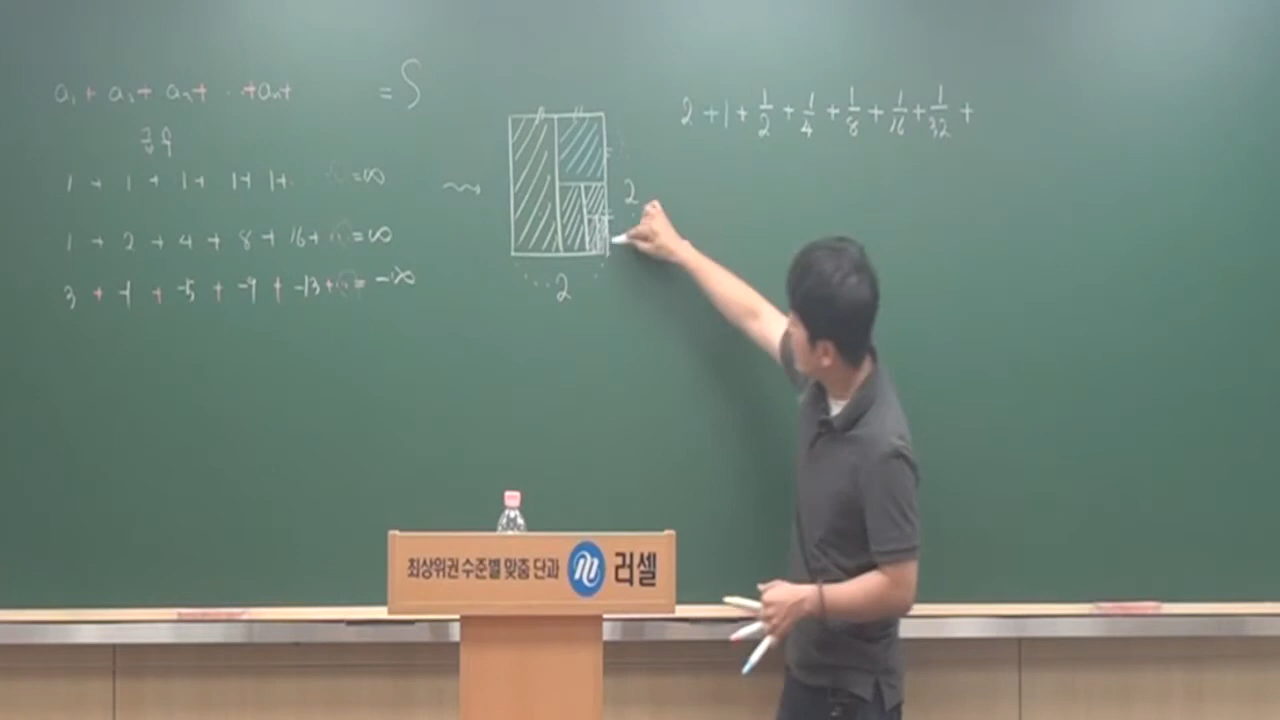 a₁ + a₂ + a₃ + ⋯ + aₙ + = S
급수
1 + 1 + 1 + 1 + 1 + ⋯ = ∞
1 + 2 + 4 + 8 + 16 + ⋯ = ∞
3 + -1 + -5 + -9 + -13 + ⋯ = -∞
2
2
2 + 1 + 1/2 + 1/4 + 1/8 + 1/16 + 1/32 +
최상위권 수준별 맞춤 단과 러셀